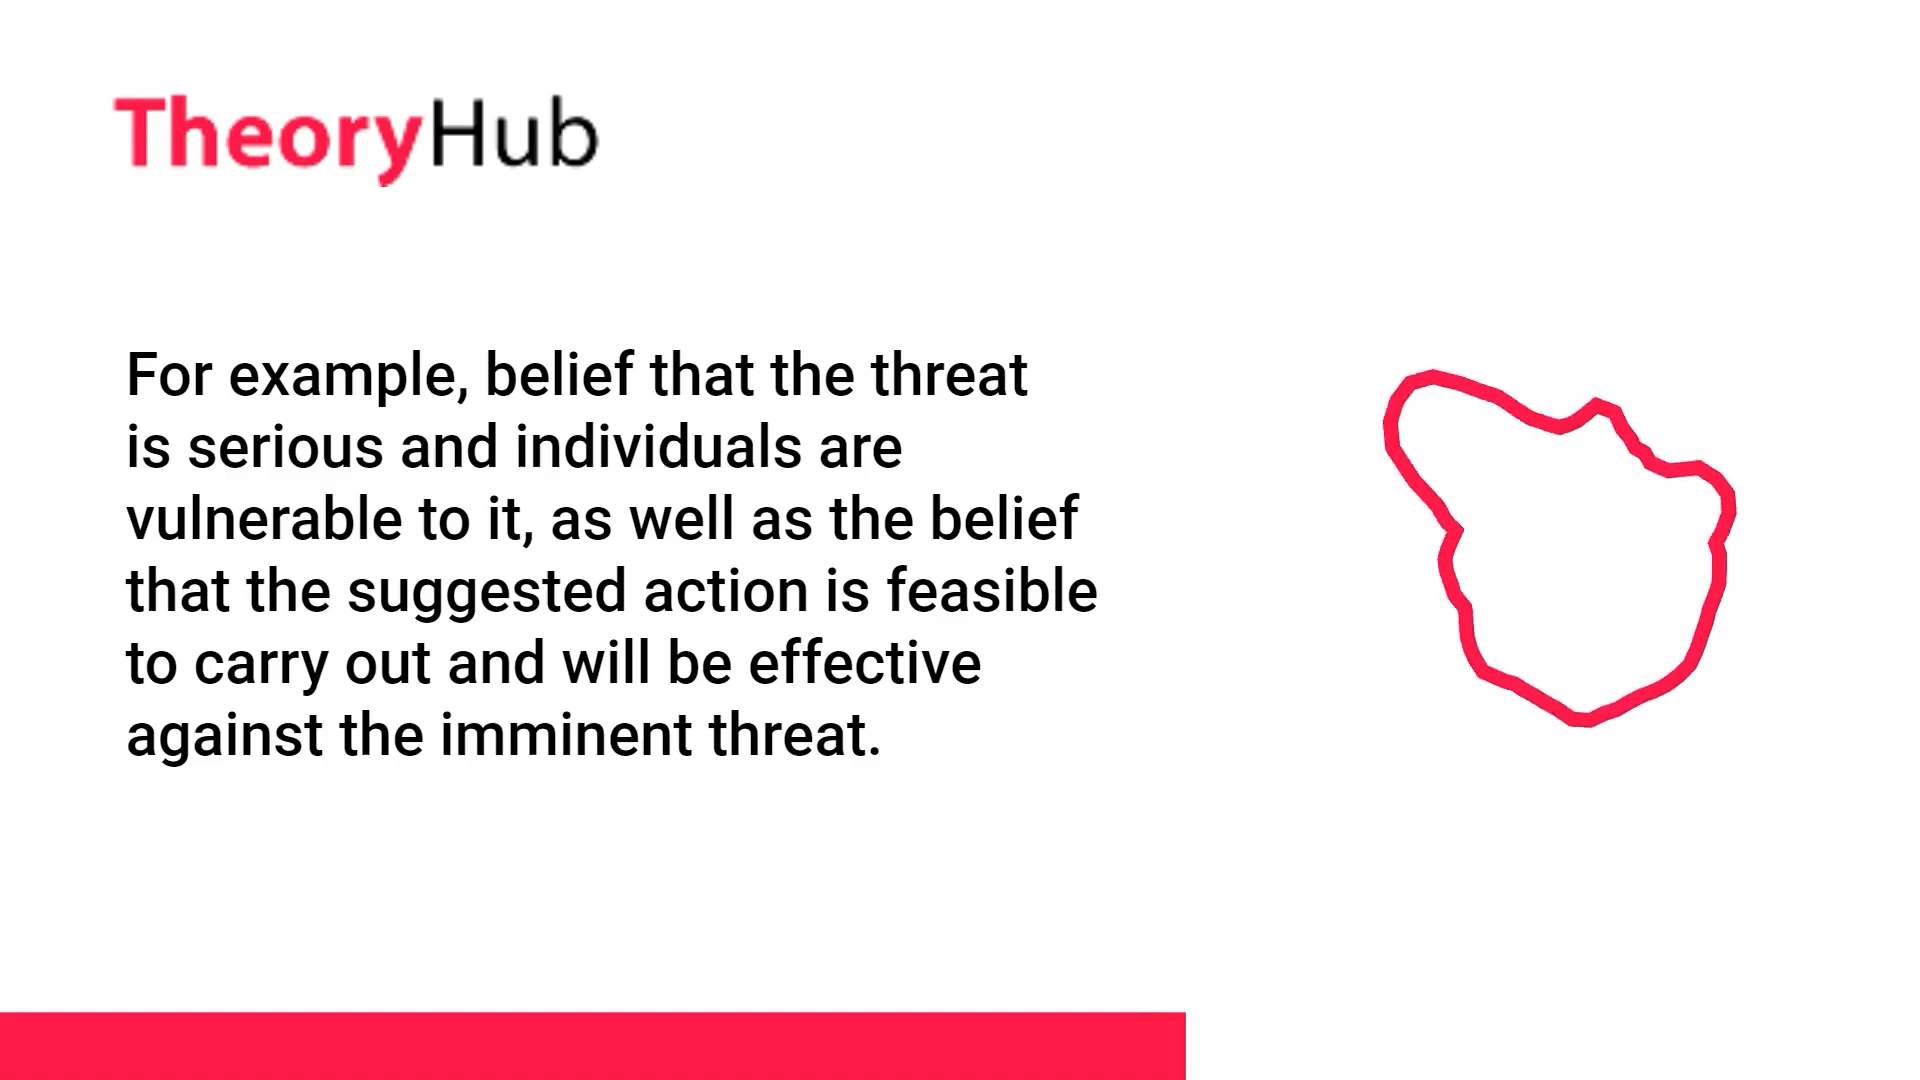 TheoryHub
For example, belief that the threat
is serious and individuals are
vulnerable to it, as well as the belief
that the suggested action is feasible
to carry out and will be effective
against the imminent threat.